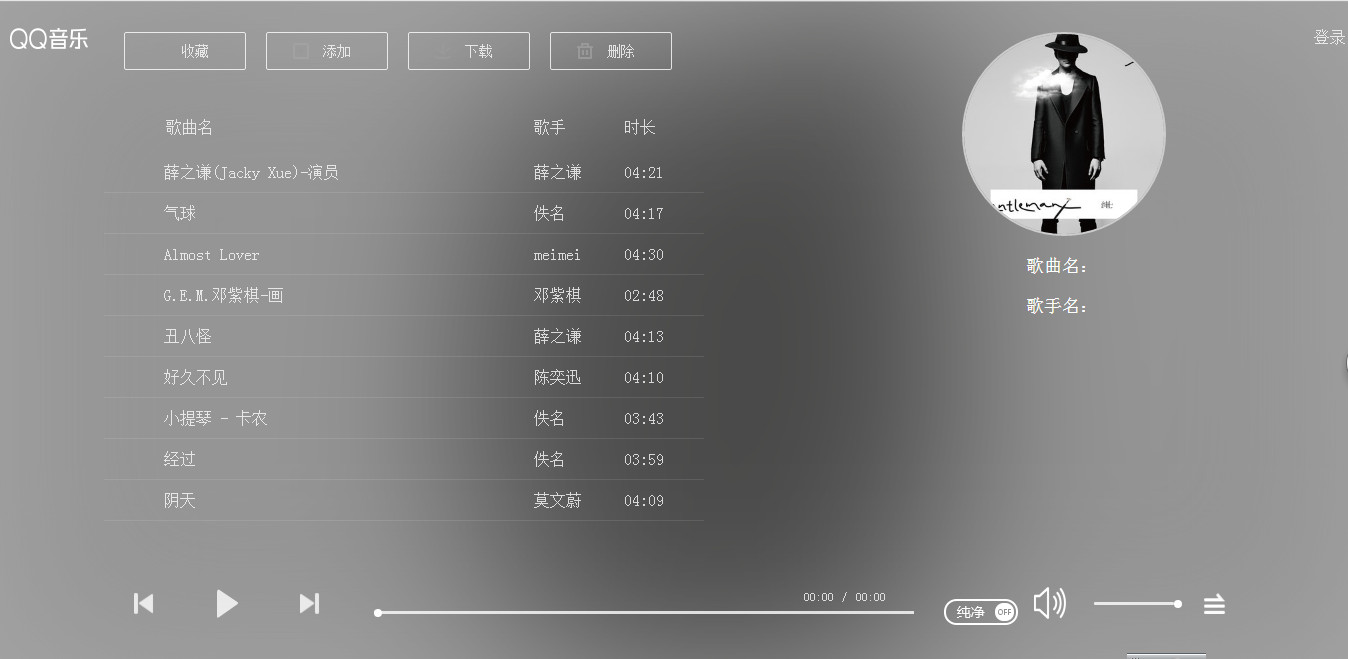 QQ音乐
收藏 添加 下载 删除
登录
歌曲名 歌手 时长
薛之谦(Jacky Xue)-演员 薛之谦 04:21
气球 佚名 04:17
Almost Lover meimei 04:30
G.E.M.邓紫棋-画 邓紫棋 02:48
丑八怪 薛之谦 04:13
好久不见 陈奕迅 04:10
小提琴 - 卡农 佚名 03:43
经过 佚名 03:59
阴天 莫文蔚 04:09
歌曲名:
歌手名:
00:00 / 00:00
纯净 OFF